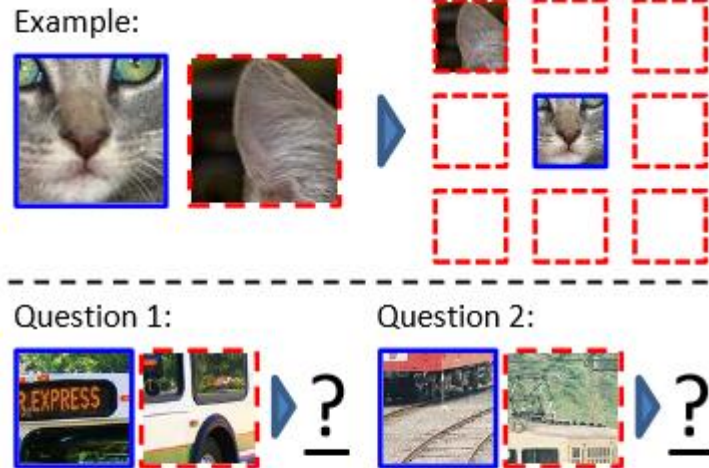 Example:
Question 1:
Question 2:
R.EXPRESS
?
?